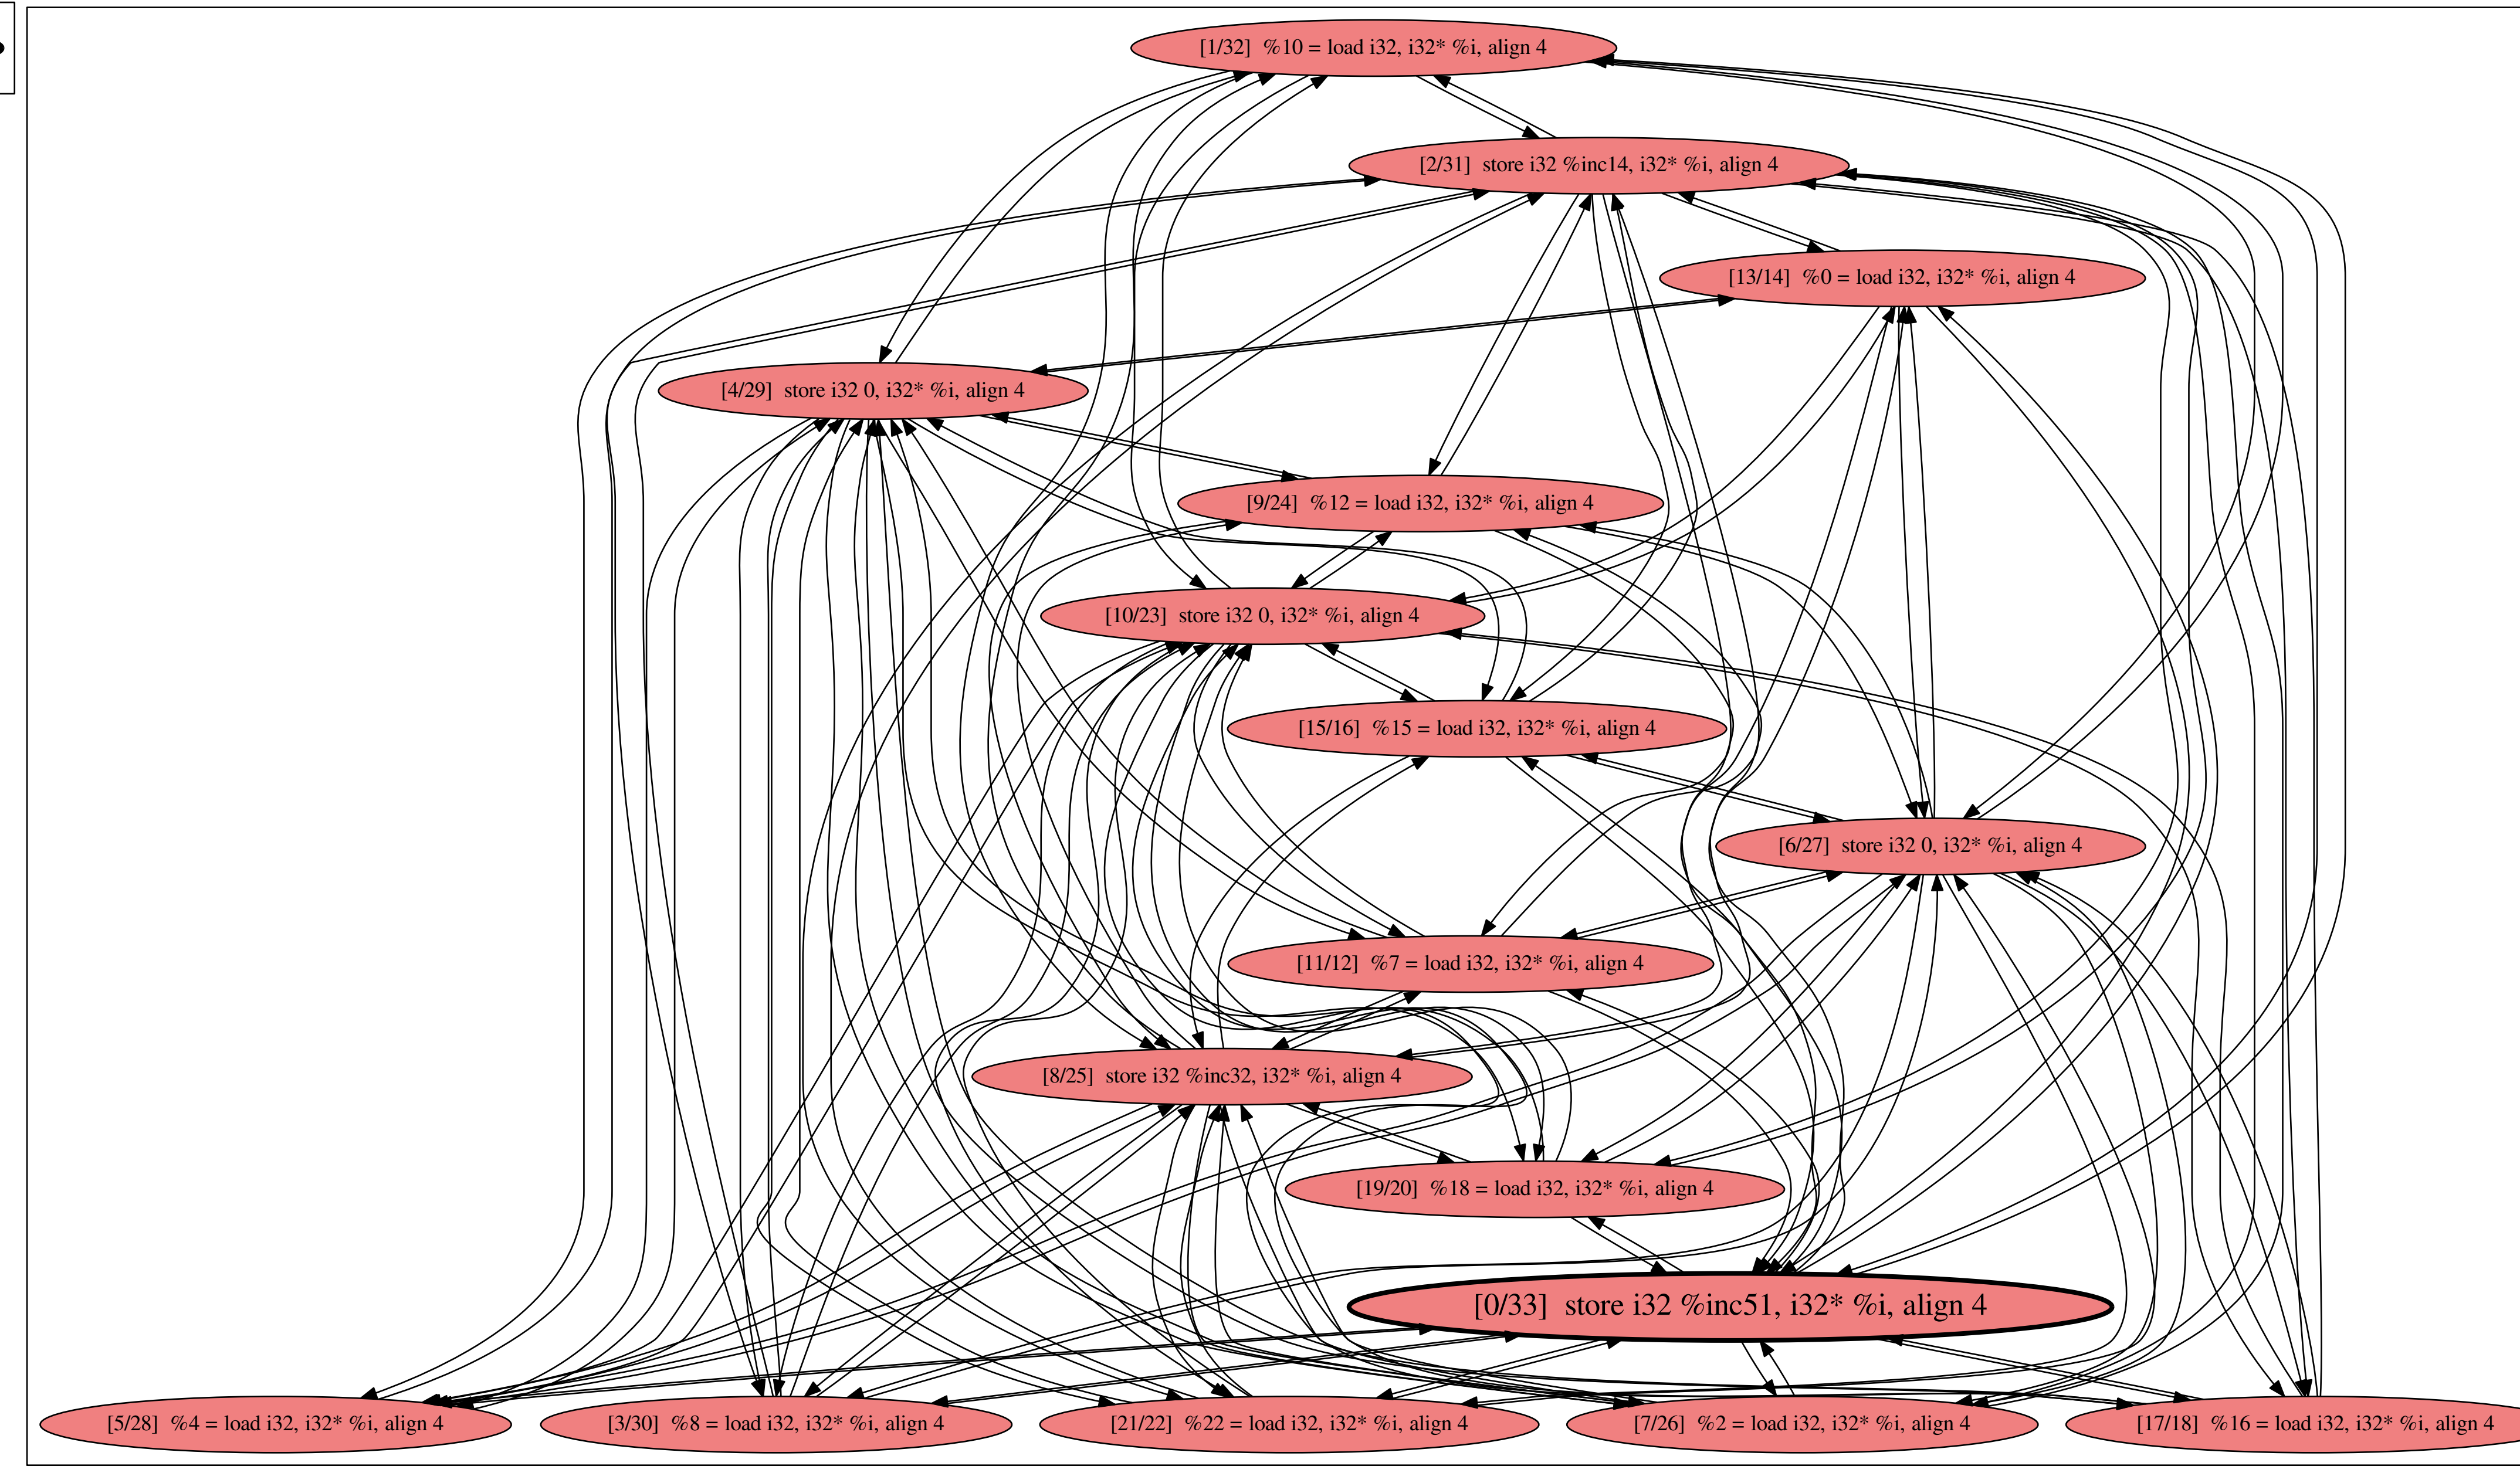 [1/32]  %10 = load i32, i32* %i, align 4
[2/31]  store i32 %inc14, i32* %i, align 4
[13/14]  %0 = load i32, i32* %i, align 4
[4/29]  store i32 0, i32* %i, align 4
[9/24]  %12 = load i32, i32* %i, align 4
[10/23]  store i32 0, i32* %i, align 4
[15/16]  %15 = load i32, i32* %i, align 4
[6/27]  store i32 0, i32* %i, align 4
[11/12]  %7 = load i32, i32* %i, align 4
[8/25]  store i32 %inc32, i32* %i, align 4
[19/20]  %18 = load i32, i32* %i, align 4
[0/33]  store i32 %inc51, i32* %i, align 4
[5/28]  %4 = load i32, i32* %i, align 4
[3/30]  %8 = load i32, i32* %i, align 4
[21/22]  %22 = load i32, i32* %i, align 4
[7/26]  %2 = load i32, i32* %i, align 4
[17/18]  %16 = load i32, i32* %i, align 4